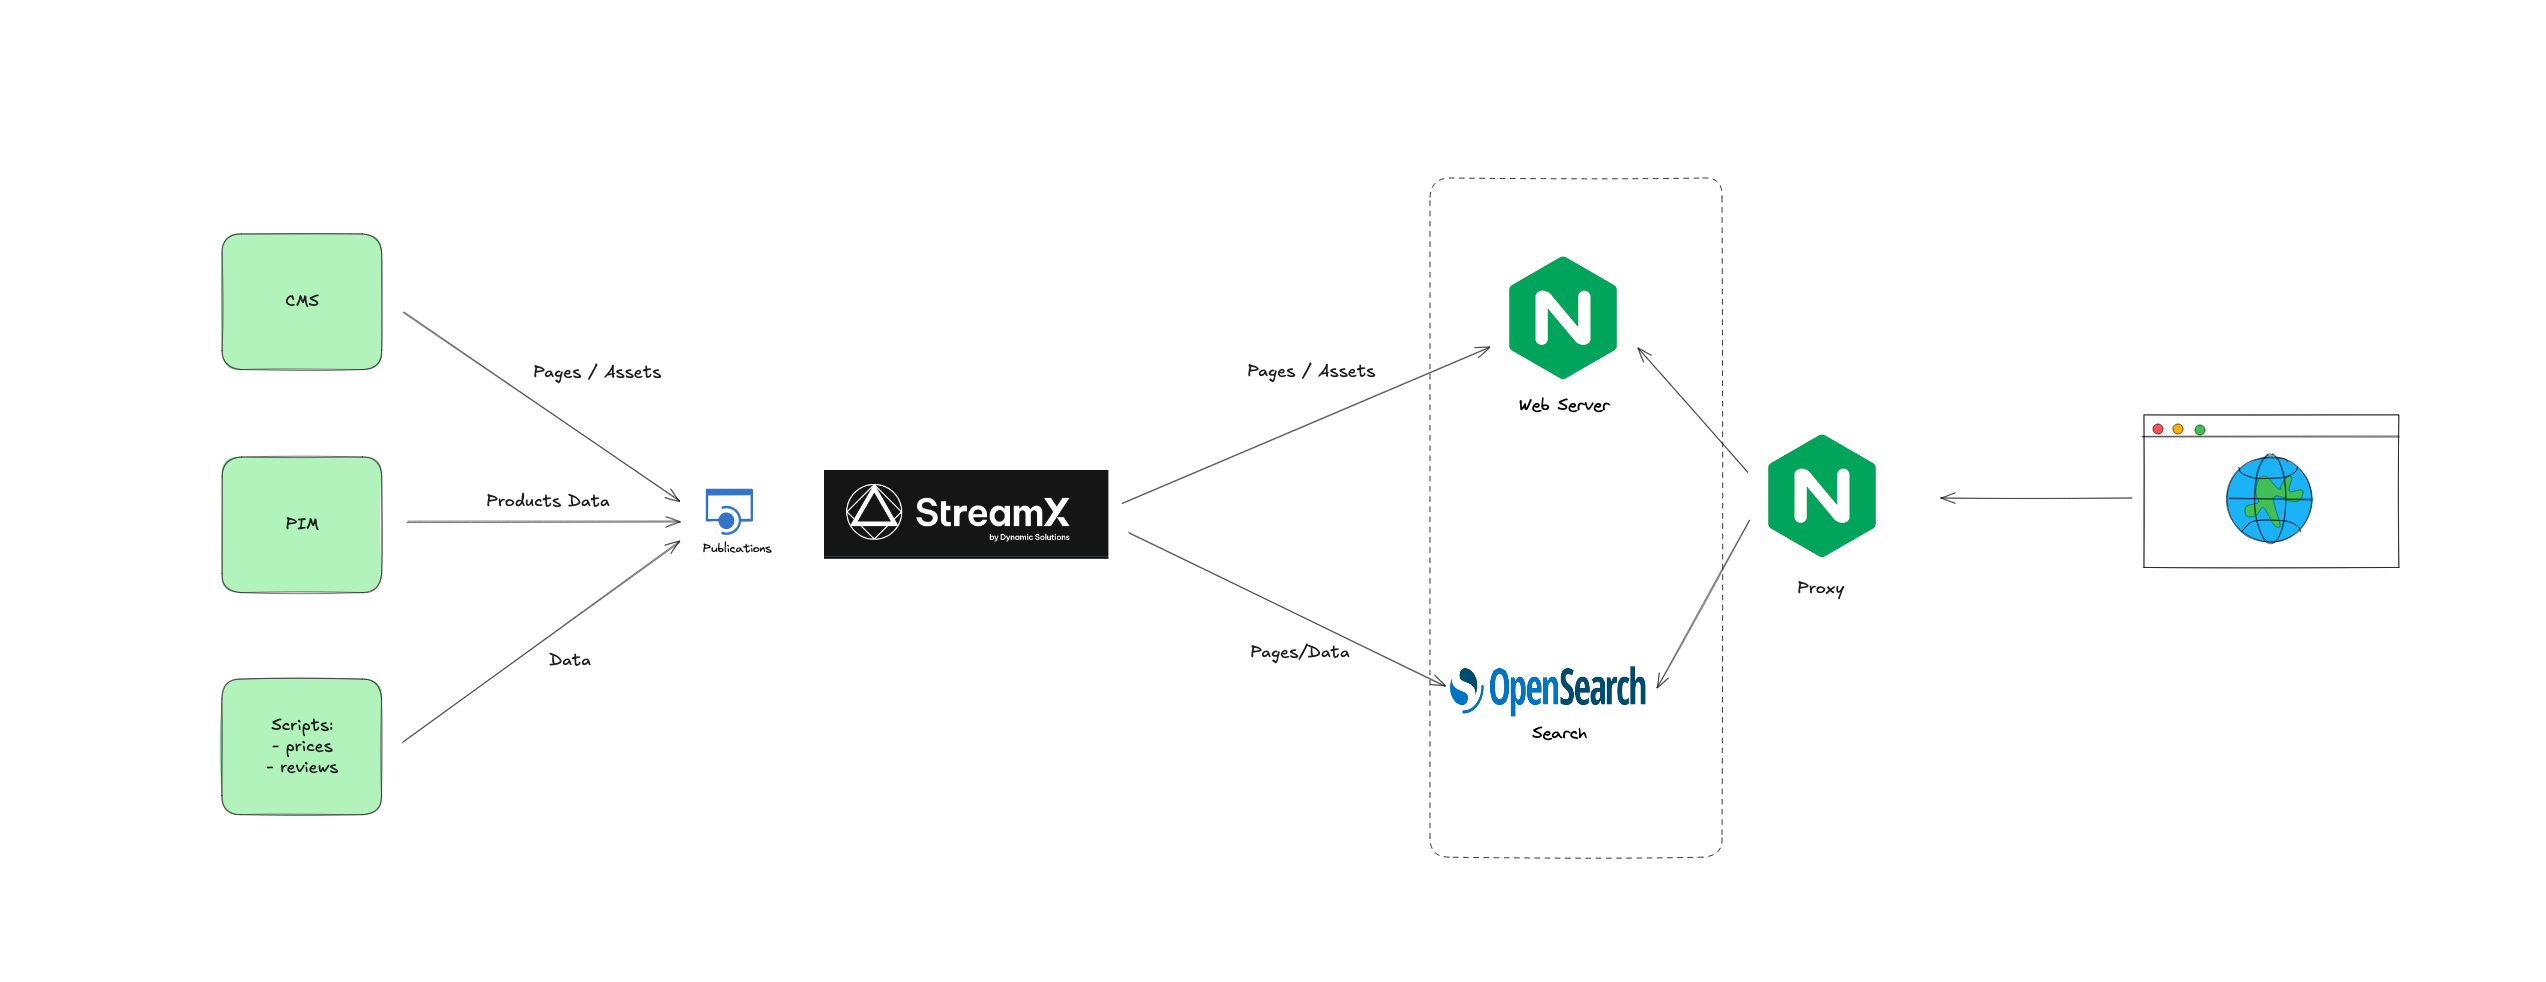 CMS
Pages / Assets
PIM
Products Data
Publications
Scripts:
- prices
- reviews
Data
StreamX
by Dynamic Solutions
Pages / Assets
Pages/Data
N
Web Server
OpenSearch
Search
N
Proxy